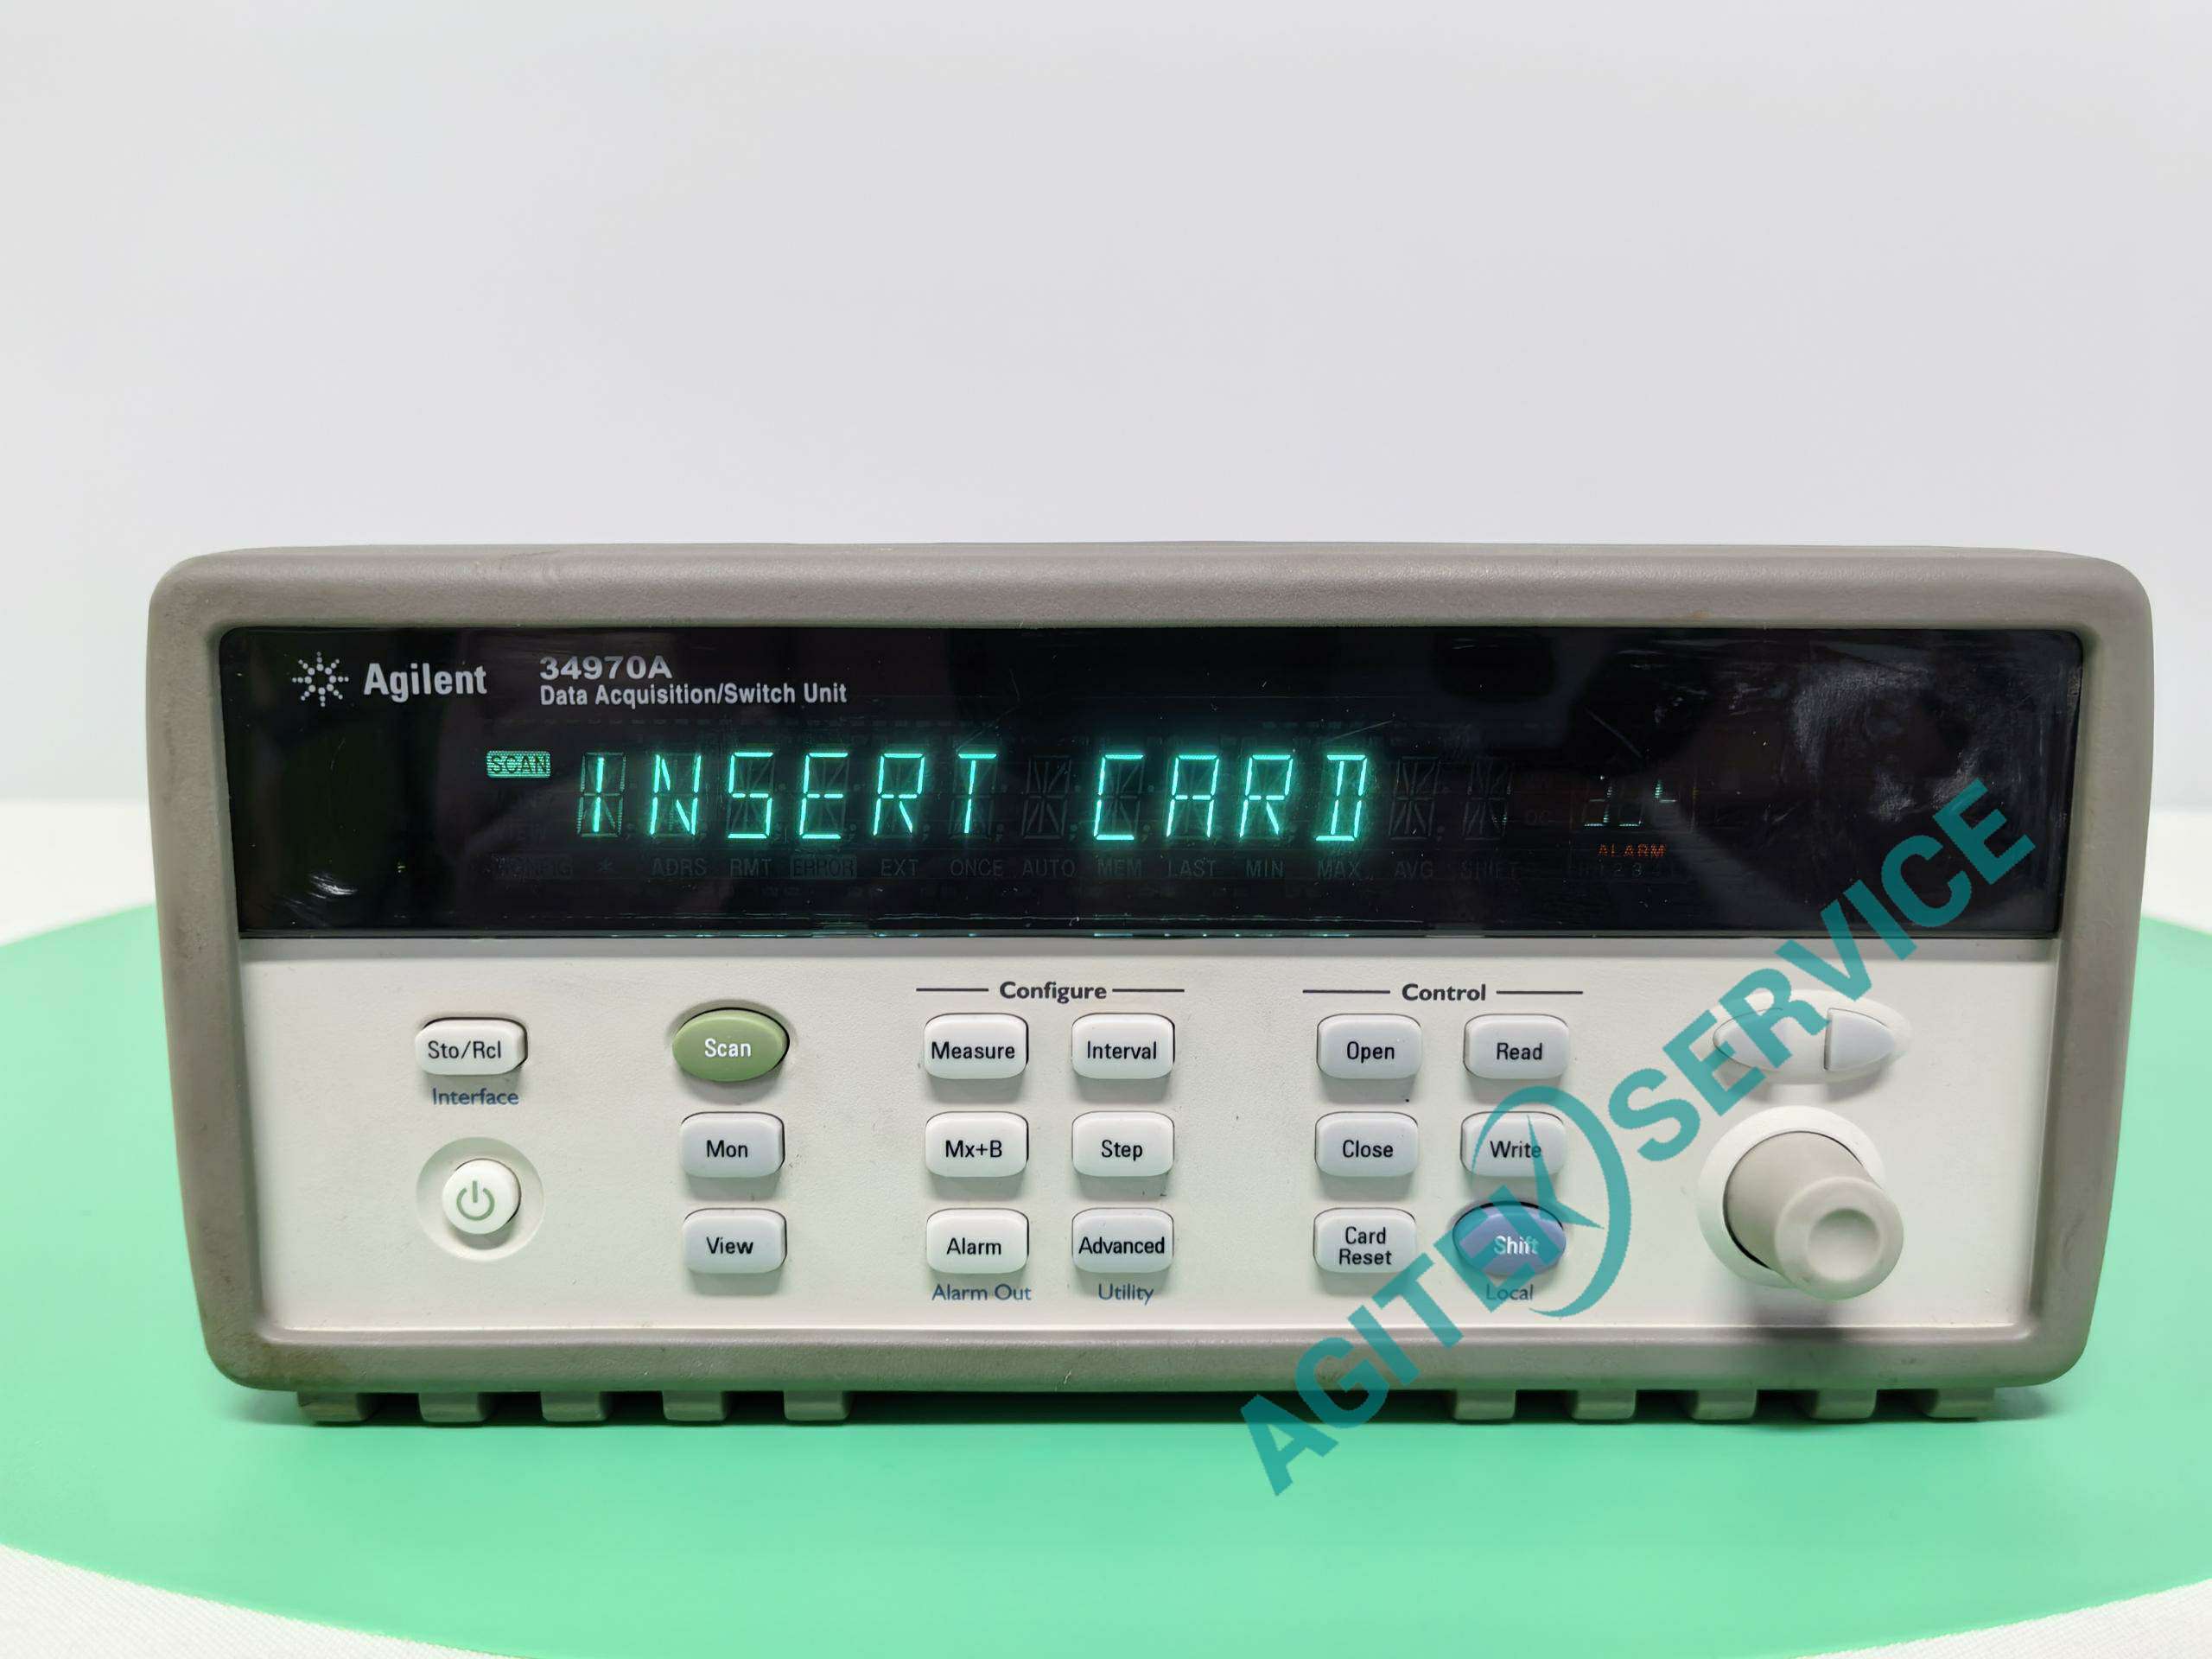 Agilent
34970A
Data Acquisition/Switch Unit
SCAN
INSERT CARD
ALARM
CONFIG * ADRS RMT ERROR EXT ONCE AUTO MEM LAST MIN MAX AVG SHIFT
Configure
Control
Sto/Rcl
Interface
Scan
Mon
View
Measure
Interval
Mx+B
Step
Alarm
Advanced
Alarm Out
Utility
Open
Read
Close
Write
Card
Reset
Shift
Local
AGITEK SERVICE